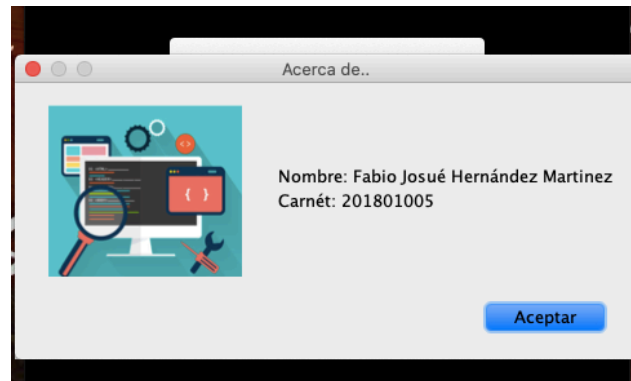 Acerca de..
Nombre: Fabio Josué Hernández Martinez
Carnét: 201801005
{ }
Aceptar